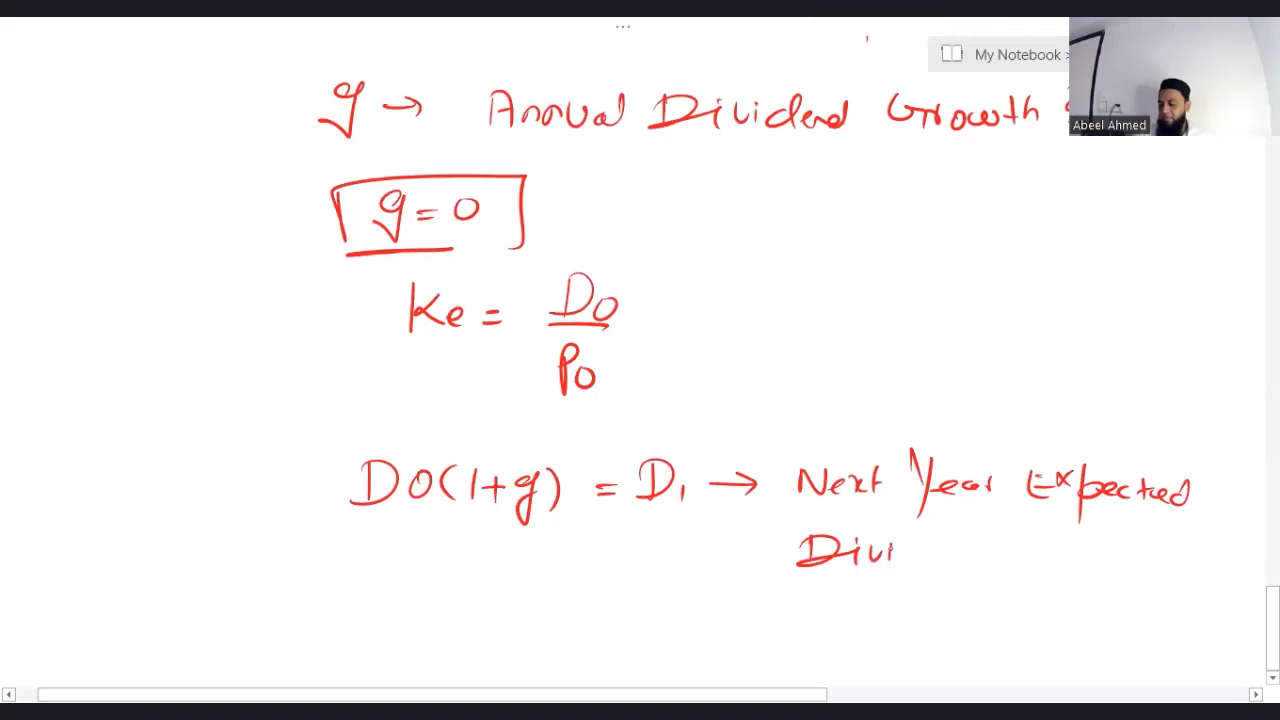 My Notebook >
g → Annual Dividend Growth
Abeel Ahmed
g = 0
Ke = D0
P0
D0(1+g) = D1 → Next Year Expected
Divi